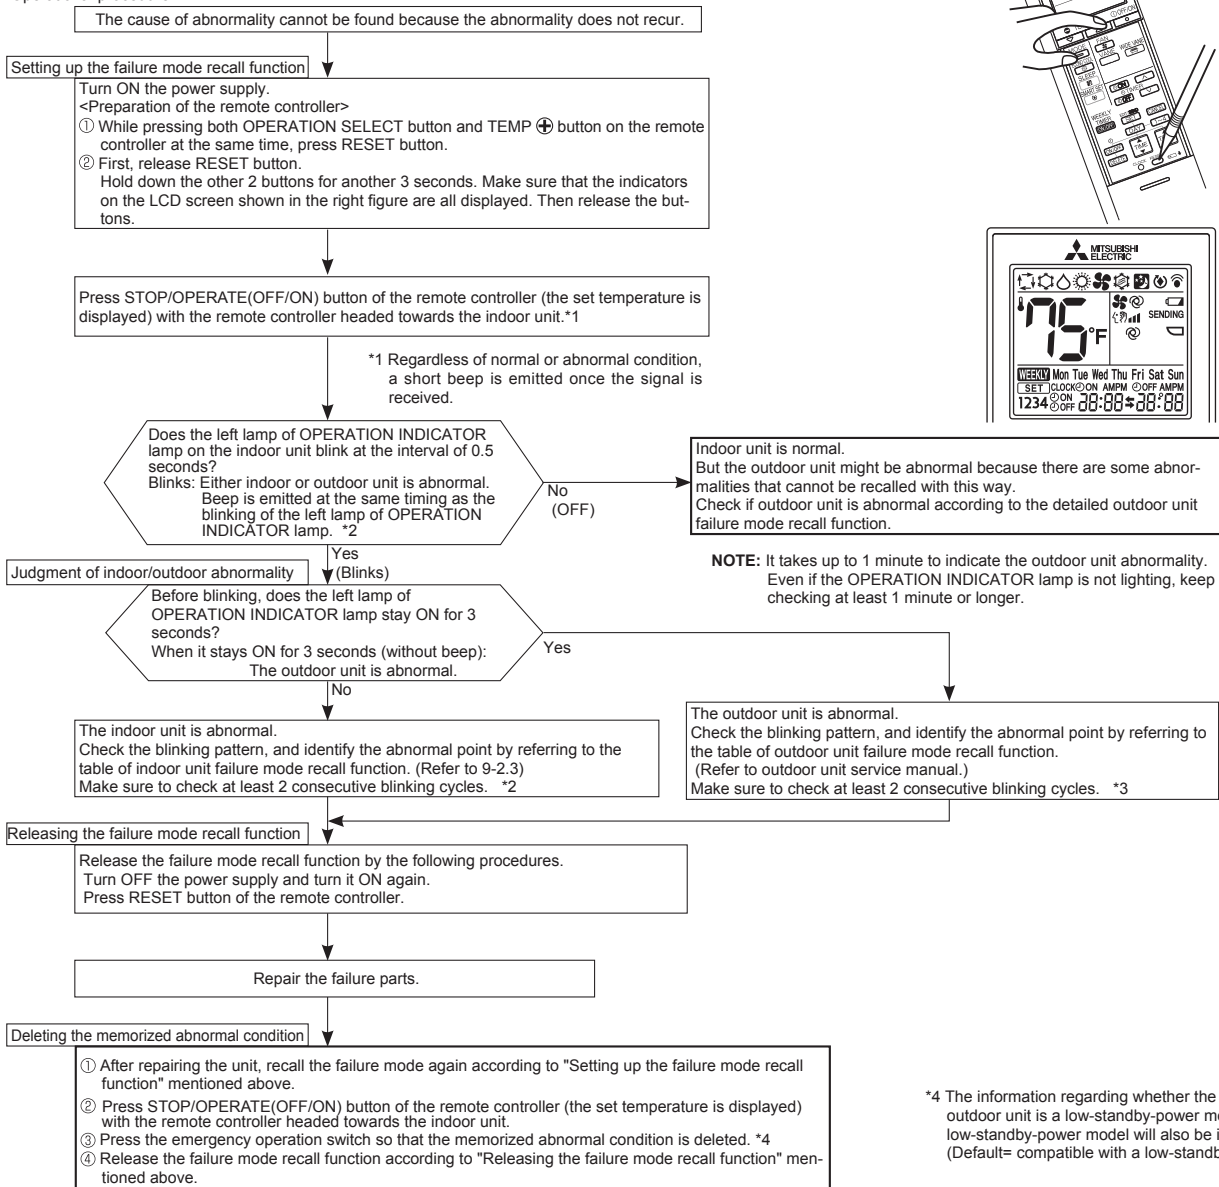 The cause of abnormality cannot be found because the abnormality does not recur.
Setting up the failure mode recall function
Turn ON the power supply.
<Preparation of the remote controller>
① While pressing both OPERATION SELECT button and TEMP ⊕ button on the remote
controller at the same time, press RESET button.
② First, release RESET button.
Hold down the other 2 buttons for another 3 seconds. Make sure that the indicators
on the LCD screen shown in the right figure are all displayed. Then release the but-
tons.
Press STOP/OPERATE(OFF/ON) button of the remote controller (the set temperature is
displayed) with the remote controller headed towards the indoor unit.*1
*1 Regardless of normal or abnormal condition,
a short beep is emitted once the signal is
received.
MITSUBISHI
ELECTRIC
75°F
SENDING
WEEKLY Mon Tue Wed Thu Fri Sat Sun
SET CLOCK ON AMPM OFF AMPM
1234 ON OFF 88:88 88:88
Does the left lamp of OPERATION INDICATOR
lamp on the indoor unit blink at the interval of 0.5
seconds?
Blinks: Either indoor or outdoor unit is abnormal.
Beep is emitted at the same timing as the
blinking of the left lamp of OPERATION
INDICATOR lamp. *2
No
(OFF)
Indoor unit is normal.
But the outdoor unit might be abnormal because there are some abnor-
malities that cannot be recalled with this way.
Check if outdoor unit is abnormal according to the detailed outdoor unit
failure mode recall function.
NOTE: It takes up to 1 minute to indicate the outdoor unit abnormality.
Even if the OPERATION INDICATOR lamp is not lighting, keep
checking at least 1 minute or longer.
Yes
(Blinks)
Judgment of indoor/outdoor abnormality
Before blinking, does the left lamp of
OPERATION INDICATOR lamp stay ON for 3
seconds?
When it stays ON for 3 seconds (without beep):
The outdoor unit is abnormal.
Yes
No
The indoor unit is abnormal.
Check the blinking pattern, and identify the abnormal point by referring to the
table of indoor unit failure mode recall function. (Refer to 9-2.3)
Make sure to check at least 2 consecutive blinking cycles. *2
The outdoor unit is abnormal.
Check the blinking pattern, and identify the abnormal point by referring to
the table of outdoor unit failure mode recall function.
(Refer to outdoor unit service manual.)
Make sure to check at least 2 consecutive blinking cycles. *3
Releasing the failure mode recall function
Release the failure mode recall function by the following procedures.
Turn OFF the power supply and turn it ON again.
Press RESET button of the remote controller.
Repair the failure parts.
Deleting the memorized abnormal condition
① After repairing the unit, recall the failure mode again according to "Setting up the failure mode recall
function" mentioned above.
② Press STOP/OPERATE(OFF/ON) button of the remote controller (the set temperature is displayed)
with the remote controller headed towards the indoor unit.
③ Press the emergency operation switch so that the memorized abnormal condition is deleted. *4
④ Release the failure mode recall function according to "Releasing the failure mode recall function" men-
tioned above.
*4 The information regarding whether the
outdoor unit is a low-standby-power
low-standby-power model will also be
(Default= compatible with a